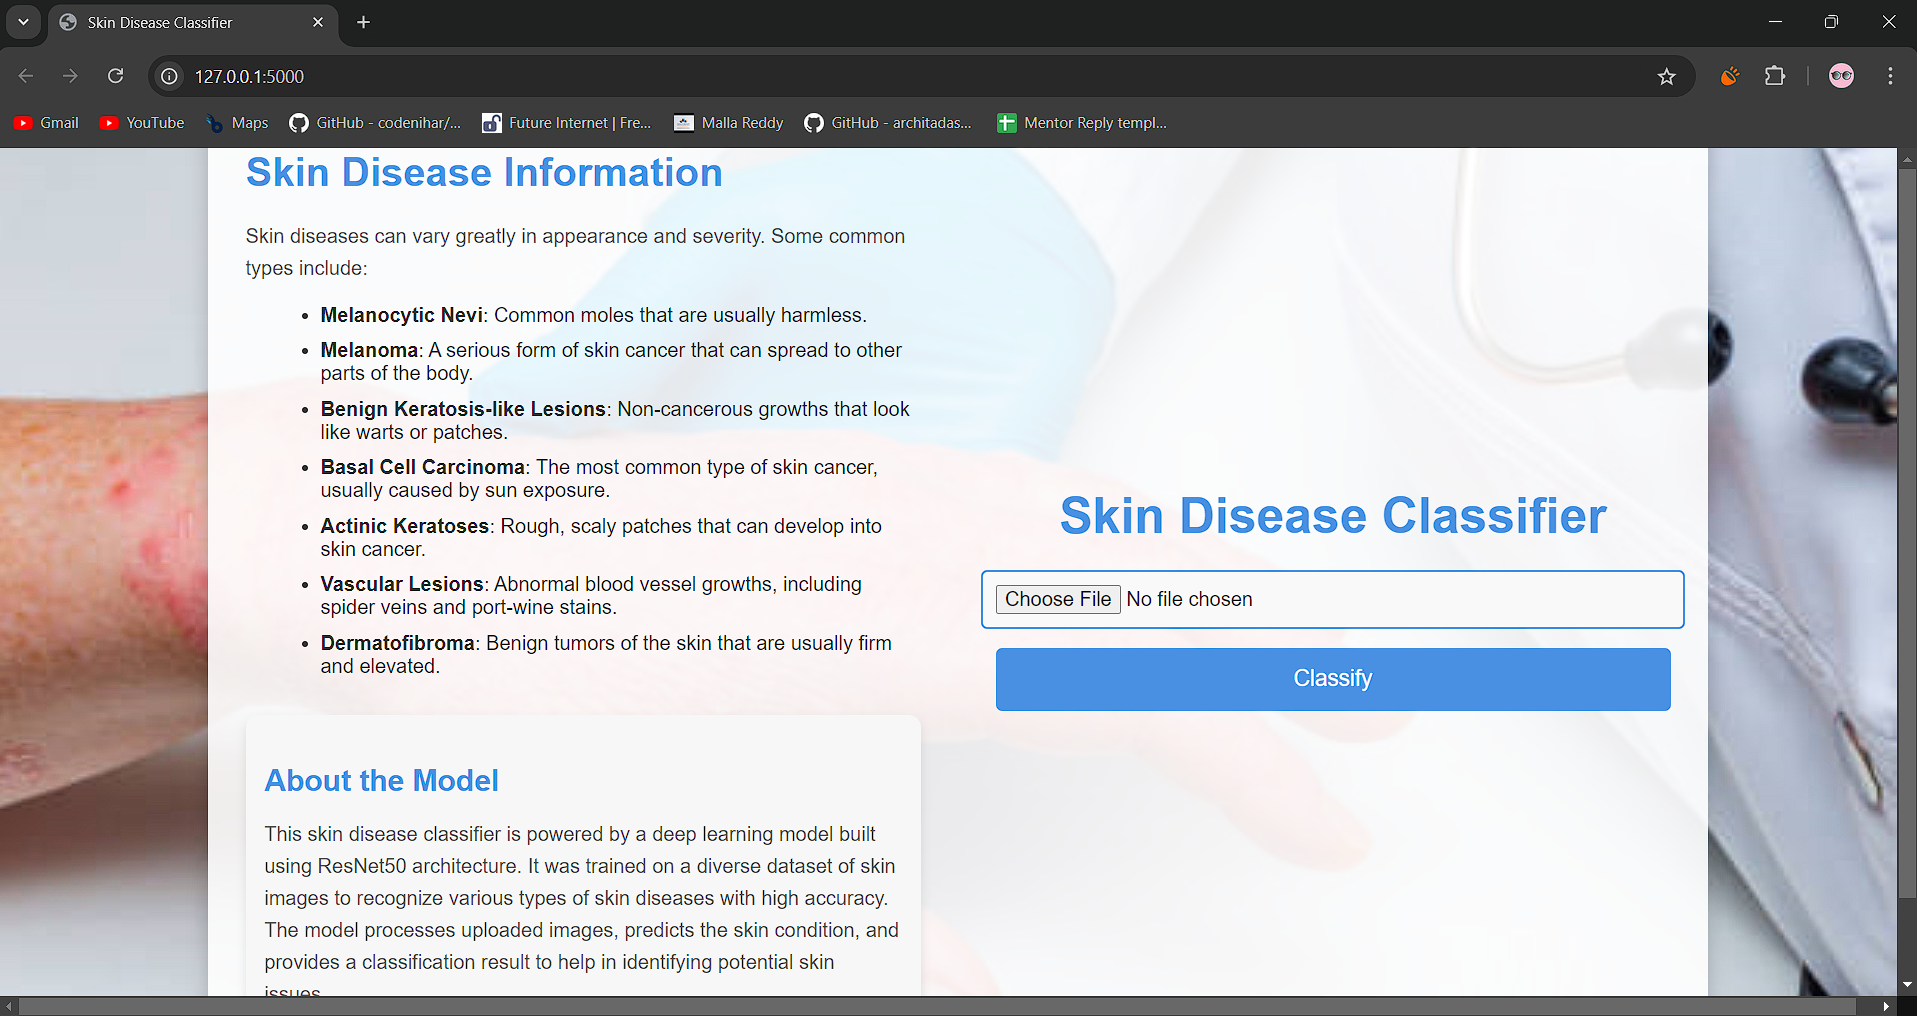 Skin Disease Classifier
127.0.0.1:5000
Gmail
YouTube
Maps
GitHub - codenihar/...
Future Internet | Fre...
Malla Reddy
GitHub - architadas...
Mentor Reply templ...
Skin Disease Information
Skin diseases can vary greatly in appearance and severity. Some common
types include:
• Melanocytic Nevi: Common moles that are usually harmless.
• Melanoma: A serious form of skin cancer that can spread to other
parts of the body.
• Benign Keratosis-like Lesions: Non-cancerous growths that look
like warts or patches.
• Basal Cell Carcinoma: The most common type of skin cancer,
usually caused by sun exposure.
• Actinic Keratoses: Rough, scaly patches that can develop into
skin cancer.
• Vascular Lesions: Abnormal blood vessel growths, including
spider veins and port-wine stains.
• Dermatofibroma: Benign tumors of the skin that are usually firm
and elevated.
About the Model
This skin disease classifier is powered by a deep learning model built
using ResNet50 architecture. It was trained on a diverse dataset of skin
images to recognize various types of skin diseases with high accuracy.
The model processes uploaded images, predicts the skin condition, and
provides a classification result to help in identifying potential skin
issues.
Skin Disease Classifier
Choose File No file chosen
Classify